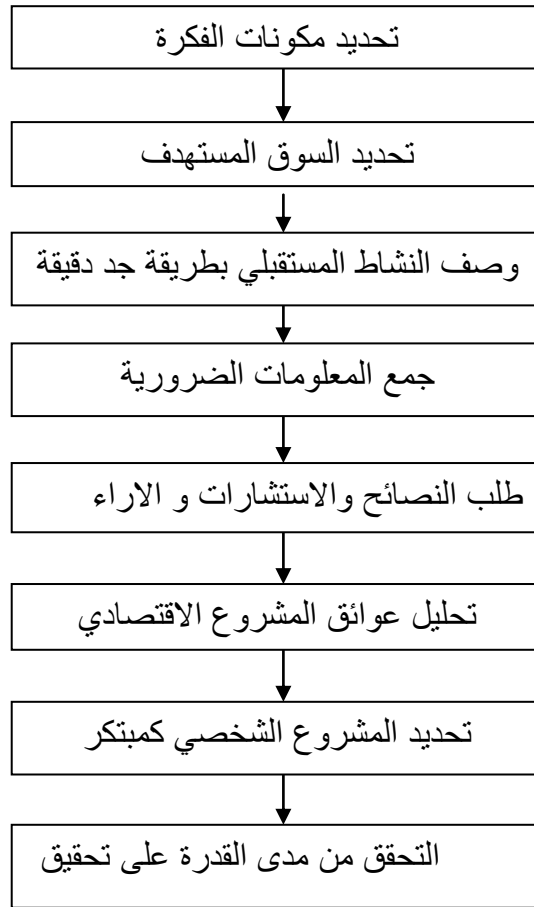 تحديد مكونات الفكرة
تحديد السوق المستهدف
وصف النشاط المستقبلي بطريقة جد دقيقة
جمع المعلومات الضرورية
طلب النصائح والاستشارات و الاراء
تحليل عوائق المشروع الاقتصادي
تحديد المشروع الشخصي كمبتكر
التحقق من مدى القدرة على تحقيق